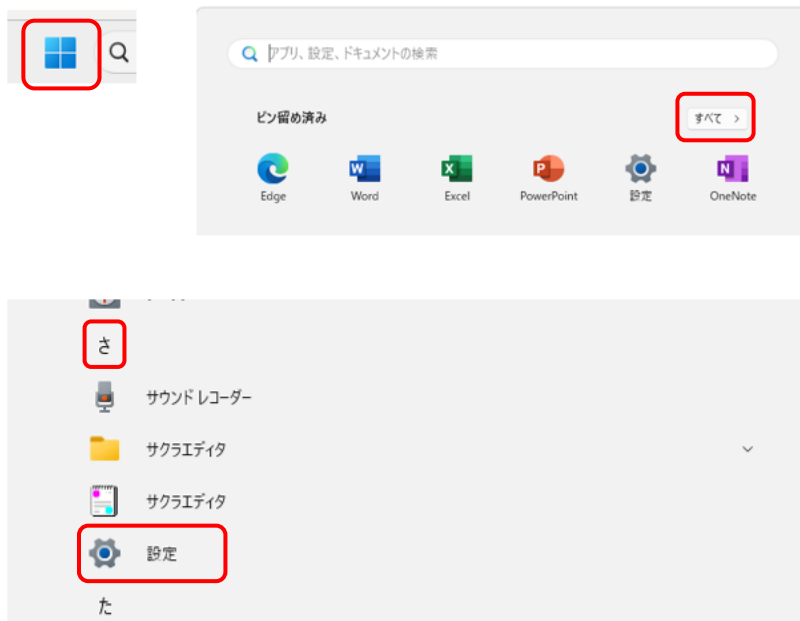 アプリ、設定、ドキュメントの検索
ピン留め済み
すべて >
Edge
Word
Excel
PowerPoint
設定
OneNote
さ
サウンド レコーダー
サクラエディタ
サクラエディタ
設定
た